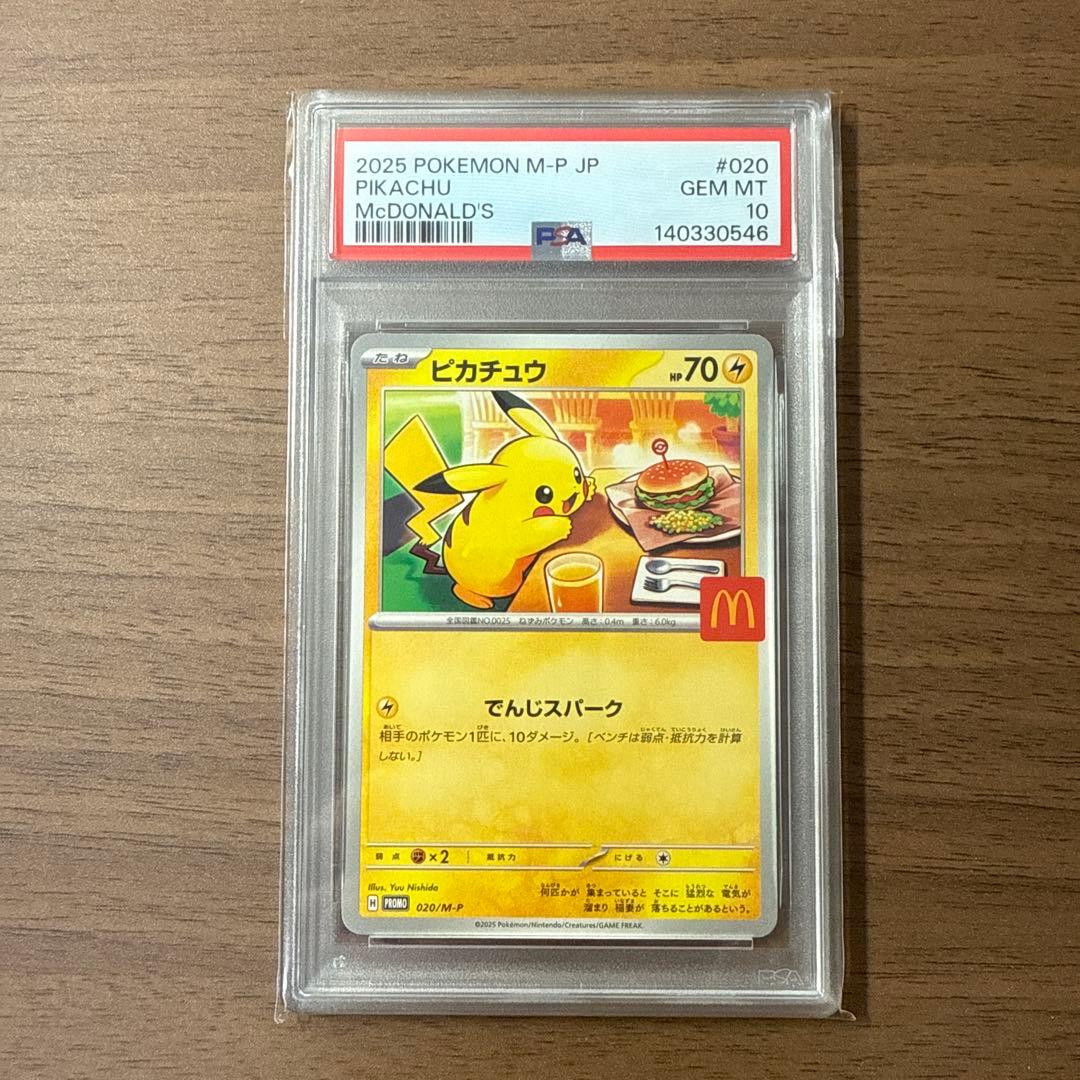 2025 POKEMON M-P JP #020
PIKACHU GEM MT
McDONALD'S 10
PSA 140330546
たね ピカチュウ HP70
全国図鑑NO.0025 ねずみポケモン 高さ:0.4m 重さ:6.0kg
M
でんじスパーク
相手のポケモン1匹に、10ダメージ。[ベンチは弱点・抵抗力を計算
しない。]
弱点 ×2 抵抗力 にげる
Illus. Yuu Nishida
何匹かが 集まっていると そこに 猛烈な 電気が
溜まり 稲妻が 落ちることがあるという。
H PROMO 020/M-P
©2025 Pokémon/Nintendo/Creatures/GAME FREAK.
PSA